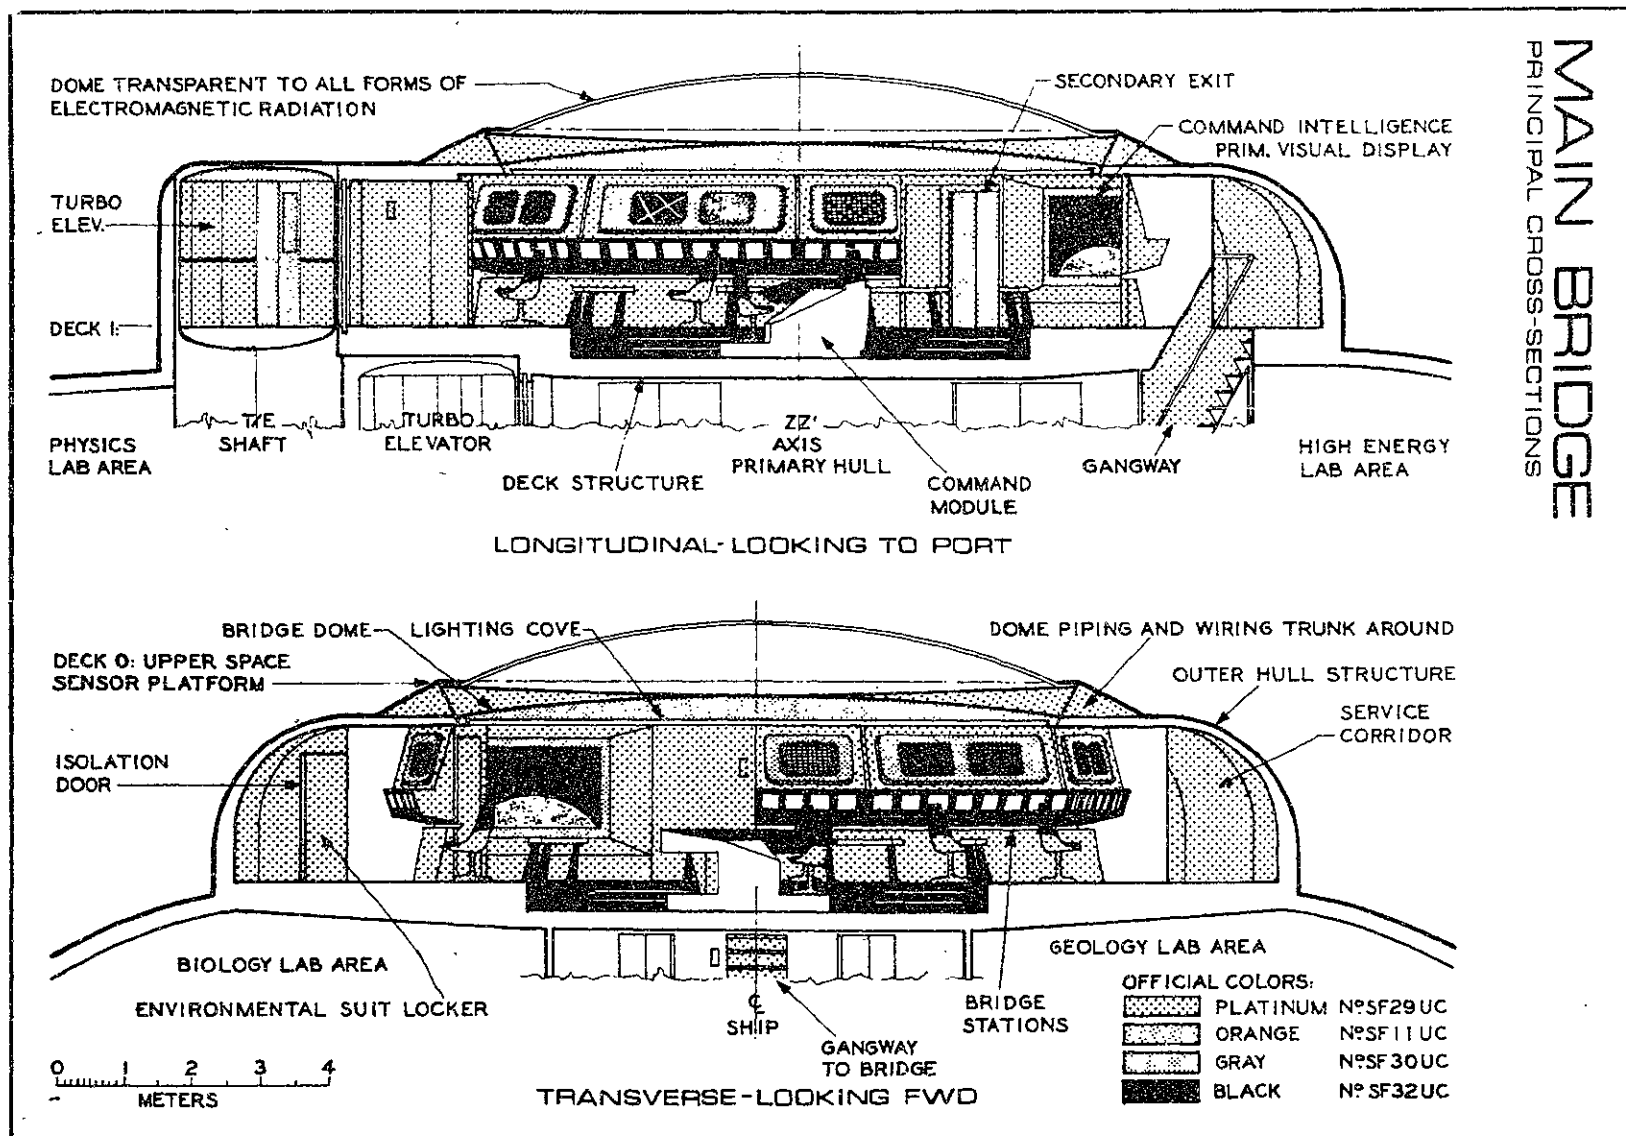 MAIN BRIDGE
PRINCIPAL CROSS-SECTIONS
DOME TRANSPARENT TO ALL FORMS OF
ELECTROMAGNETIC RADIATION
SECONDARY EXIT
COMMAND INTELLIGENCE
PRIM. VISUAL DISPLAY
TURBO
ELEV.
DECK 1:
PHYSICS
LAB AREA
T/E
SHAFT
TURBO
ELEVATOR
DECK STRUCTURE
ZZ'
AXIS
PRIMARY HULL
COMMAND
MODULE
GANGWAY
HIGH ENERGY
LAB AREA
LONGITUDINAL-LOOKING TO PORT
BRIDGE DOME
LIGHTING COVE
DOME PIPING AND WIRING TRUNK AROUND
DECK 0: UPPER SPACE
SENSOR PLATFORM
OUTER HULL STRUCTURE
SERVICE
CORRIDOR
ISOLATION
DOOR
BIOLOGY LAB AREA
ENVIRONMENTAL SUIT LOCKER
℄
SHIP
GANGWAY
TO BRIDGE
BRIDGE
STATIONS
GEOLOGY LAB AREA
OFFICIAL COLORS:
PLATINUM Nº SF29UC
ORANGE Nº SF11UC
GRAY Nº SF30UC
BLACK Nº SF32UC
0 1 2 3 4
METERS
TRANSVERSE-LOOKING FWD